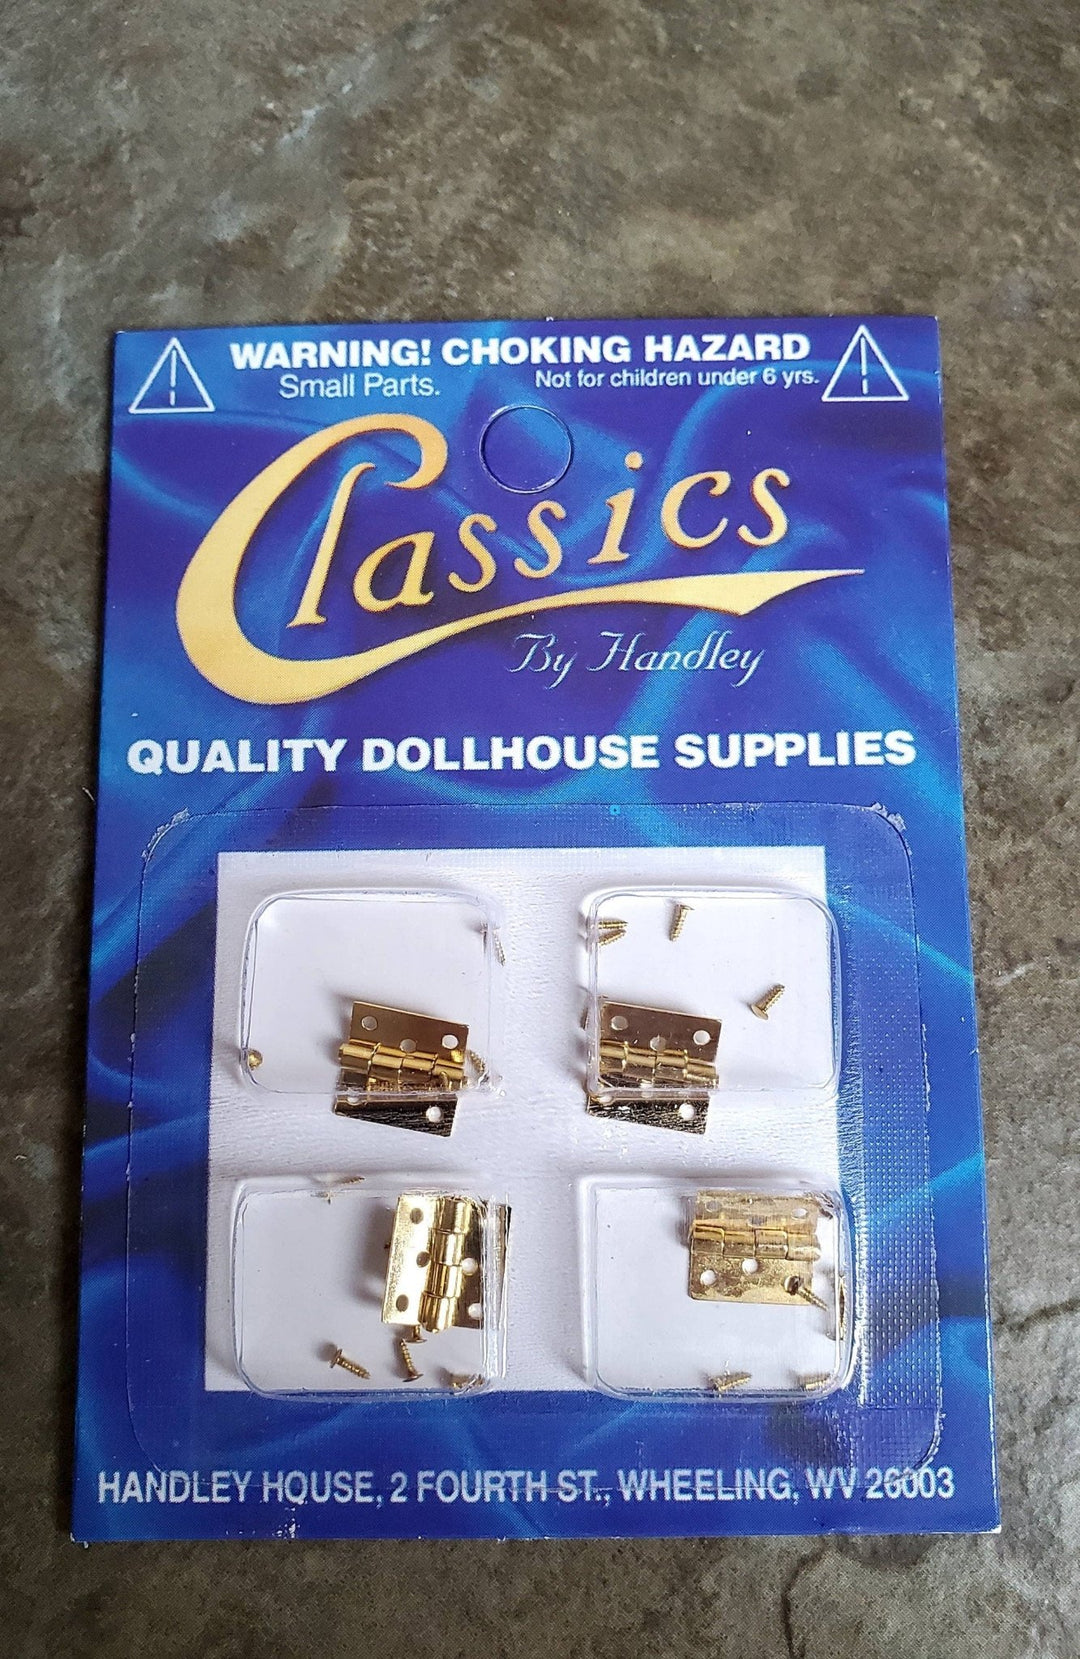 WARNING! CHOKING HAZARD
Small Parts. Not for children under 6 yrs.
Classics
By Handley
QUALITY DOLLHOUSE SUPPLIES
HANDLEY HOUSE, 2 FOURTH ST., WHEELING, WV 26003